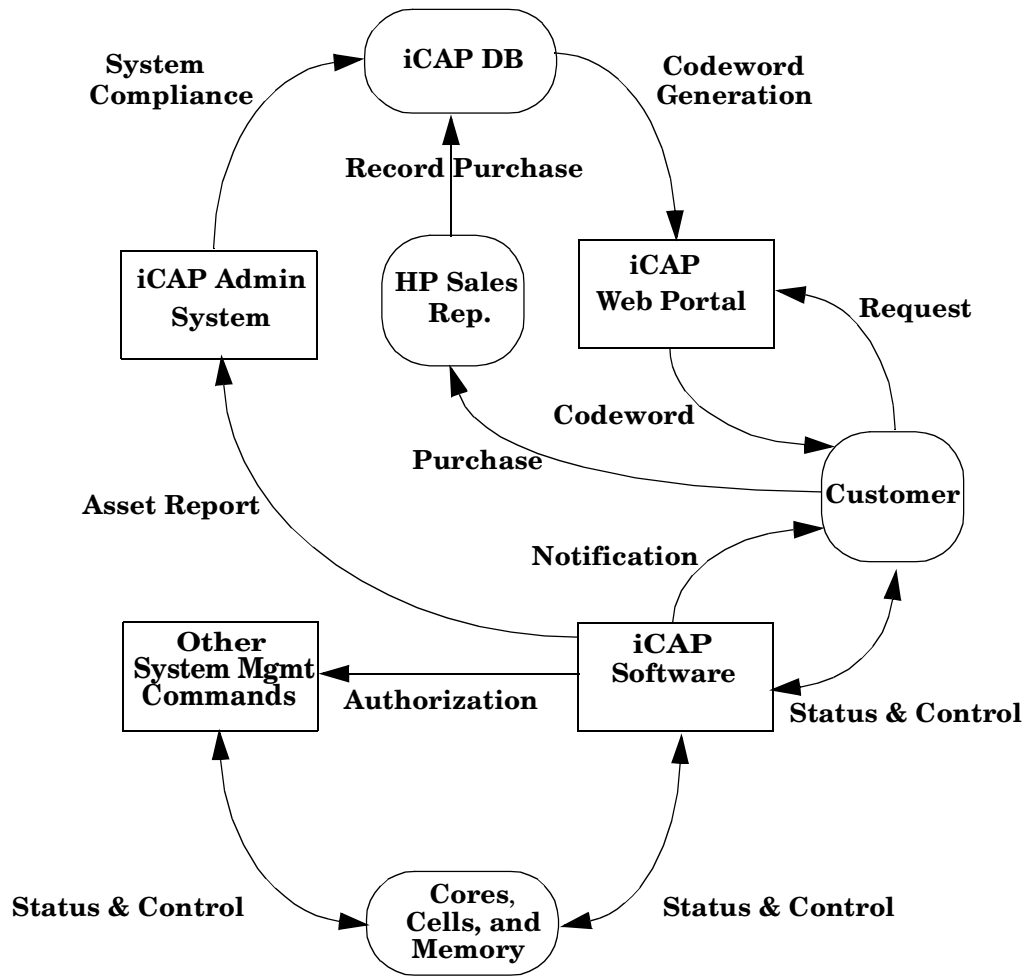 System
Compliance
iCAP DB
Codeword
Generation
Record Purchase
iCAP Admin
System
HP Sales
Rep.
iCAP
Web Portal
Request
Codeword
Purchase
Customer
Asset Report
Notification
Other
System Mgmt
Commands
Authorization
iCAP
Software
Status & Control
Status & Control
Cores,
Cells, and
Memory
Status & Control